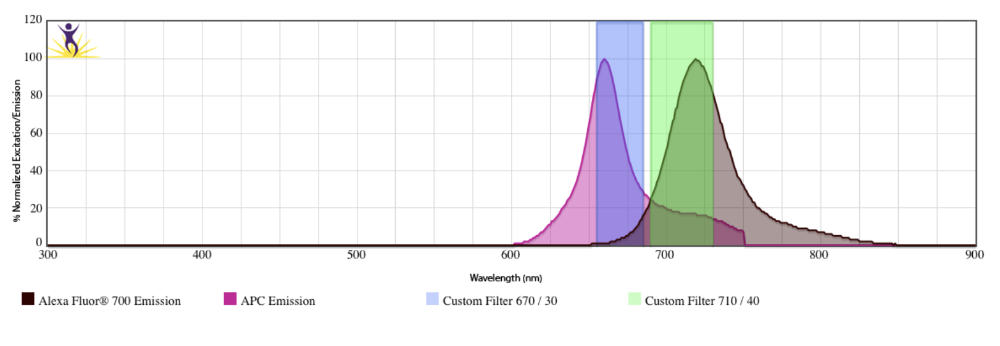 120
100
80
60
40
20
0
% Normalized Excitation/Emission
300 400 500 600 700 800 900
Wavelength (nm)
Alexa Fluor® 700 Emission APC Emission Custom Filter 670 / 30 Custom Filter 710 / 40